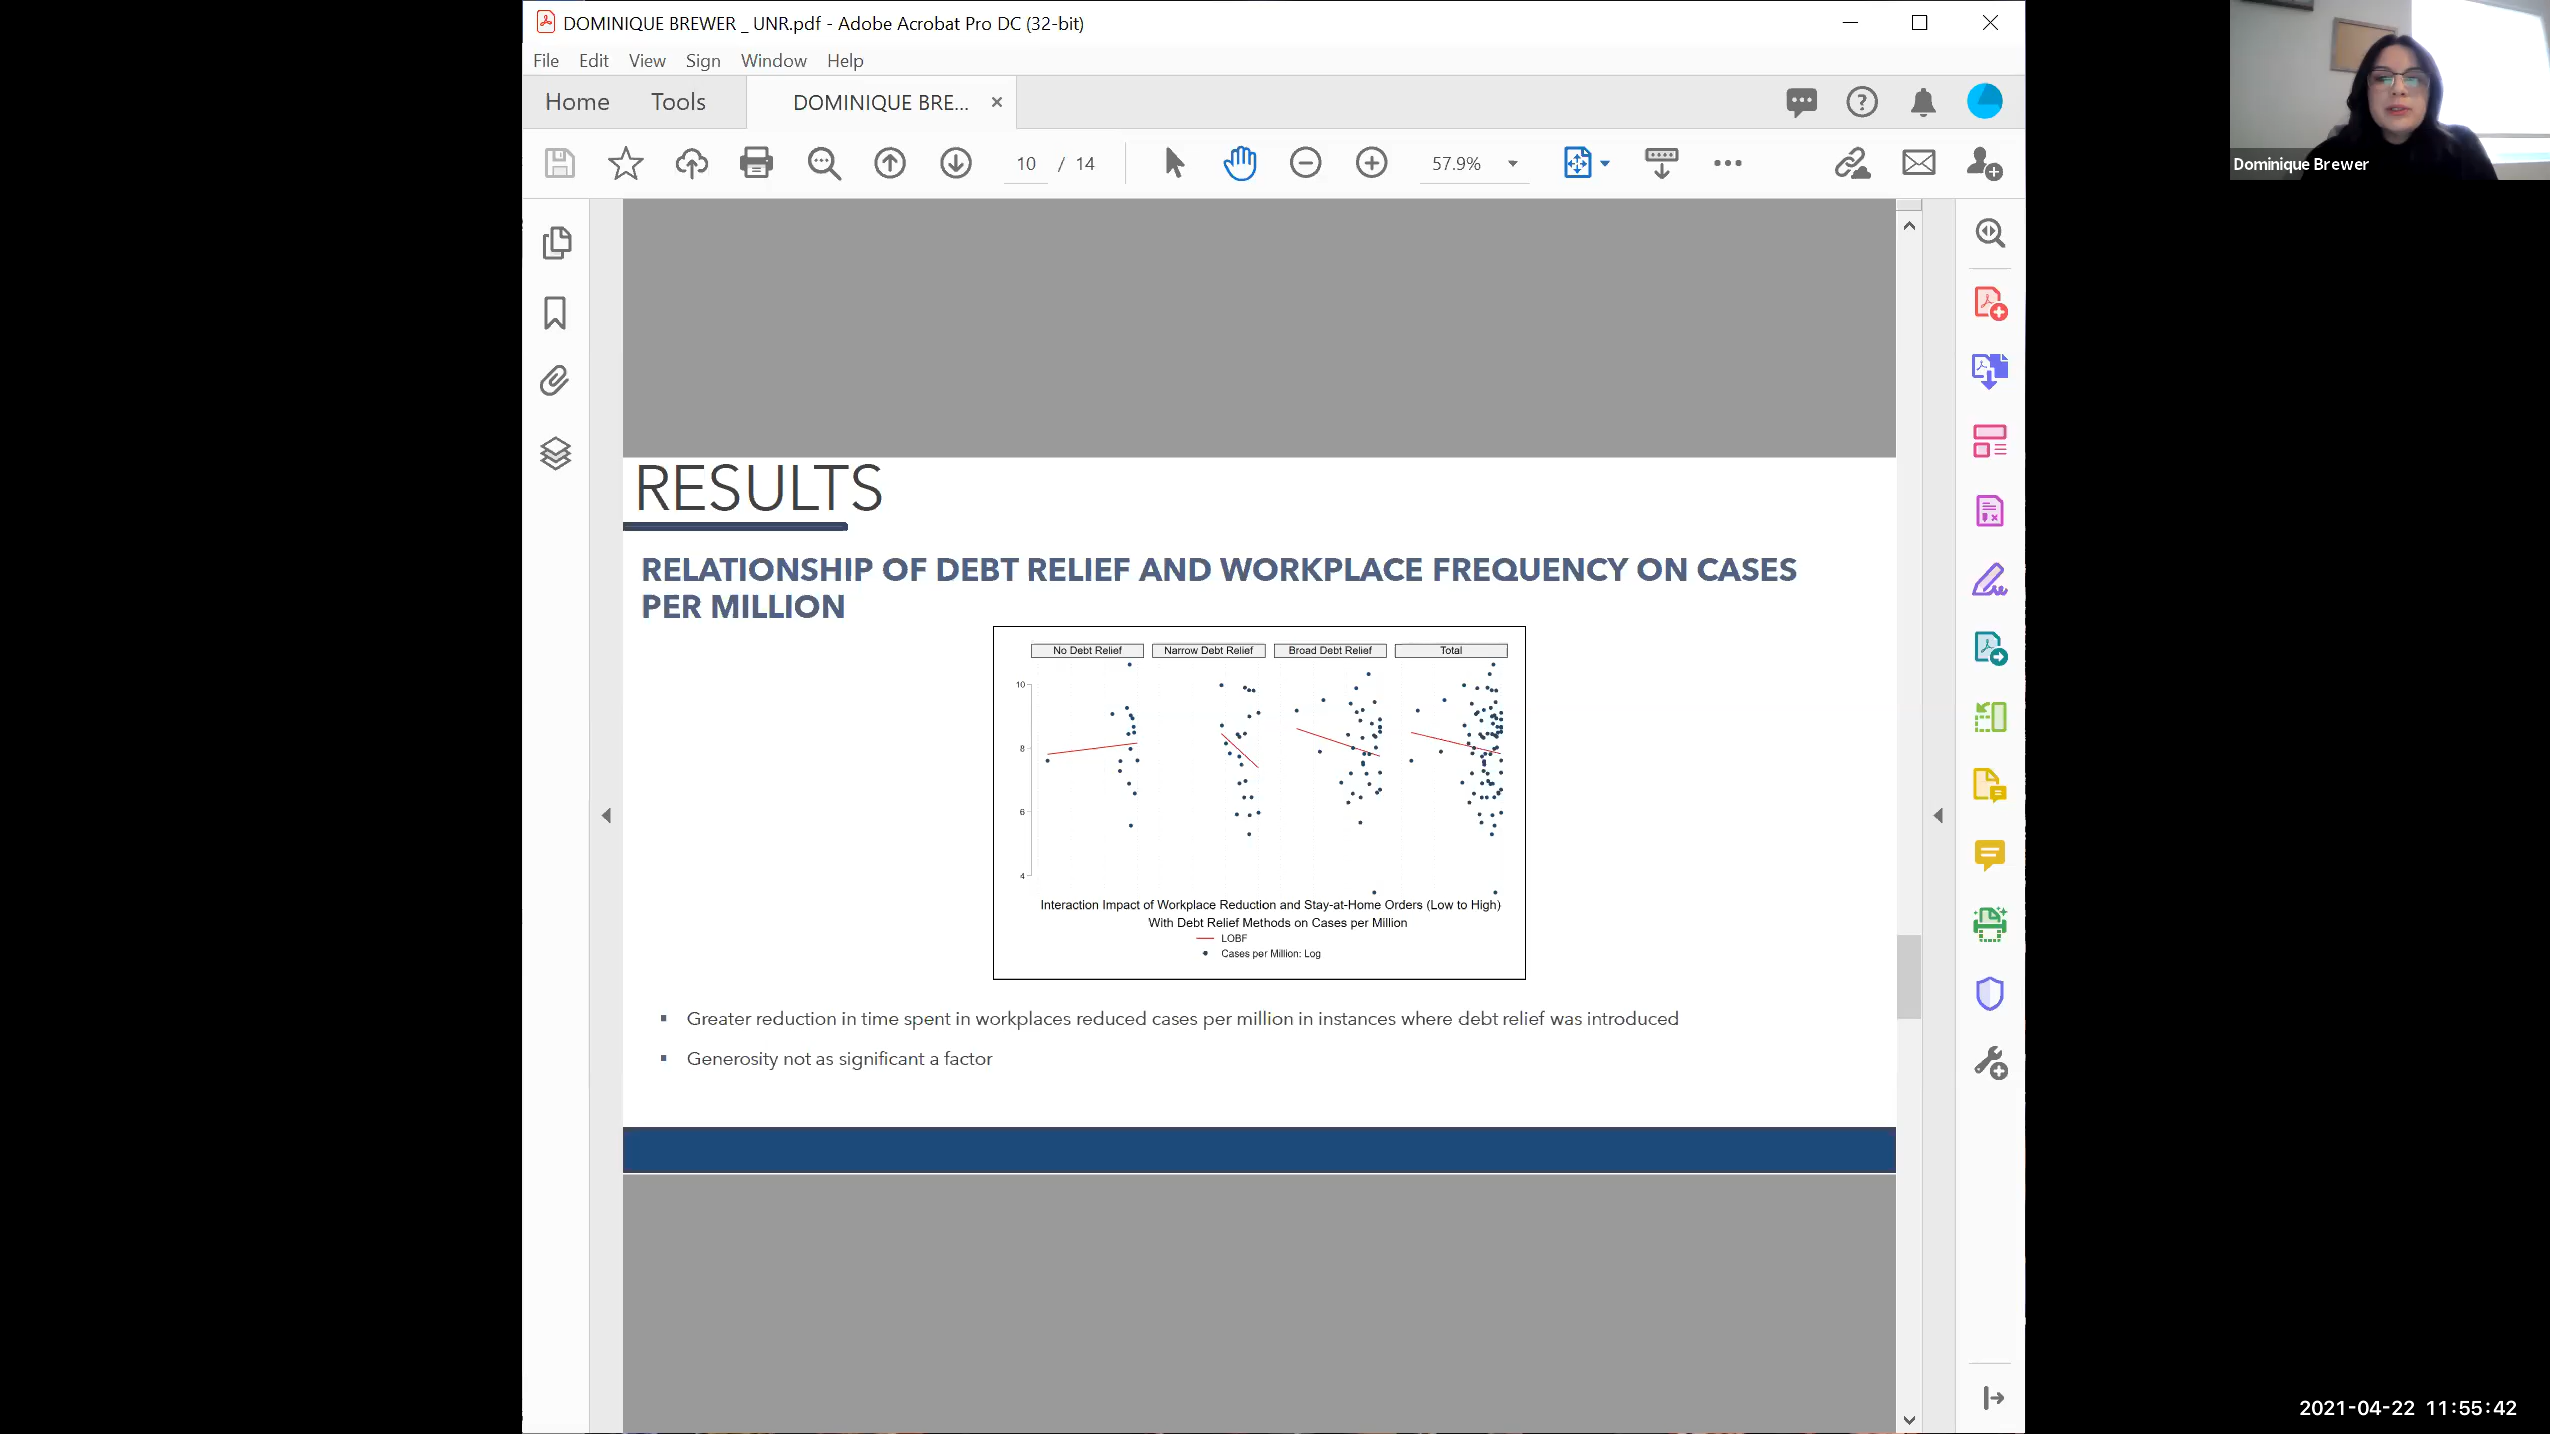 DOMINIQUE BREWER _ UNR.pdf - Adobe Acrobat Pro DC (32-bit)
File Edit View Sign Window Help
Home Tools DOMINIQUE BRE...
10 / 14 57.9%
Dominique Brewer
RESULTS
RELATIONSHIP OF DEBT RELIEF AND WORKPLACE FREQUENCY ON CASES
PER MILLION
No Debt Relief Narrow Debt Relief Broad Debt Relief Total
10
8
6
4
Interaction Impact of Workplace Reduction and Stay-at-Home Orders (Low to High)
With Debt Relief Methods on Cases per Million
LOBF
Cases per Million: Log
▪ Greater reduction in time spent in workplaces reduced cases per million in instances where debt relief was introduced
▪ Generosity not as significant a factor
2021-04-22 11:55:42